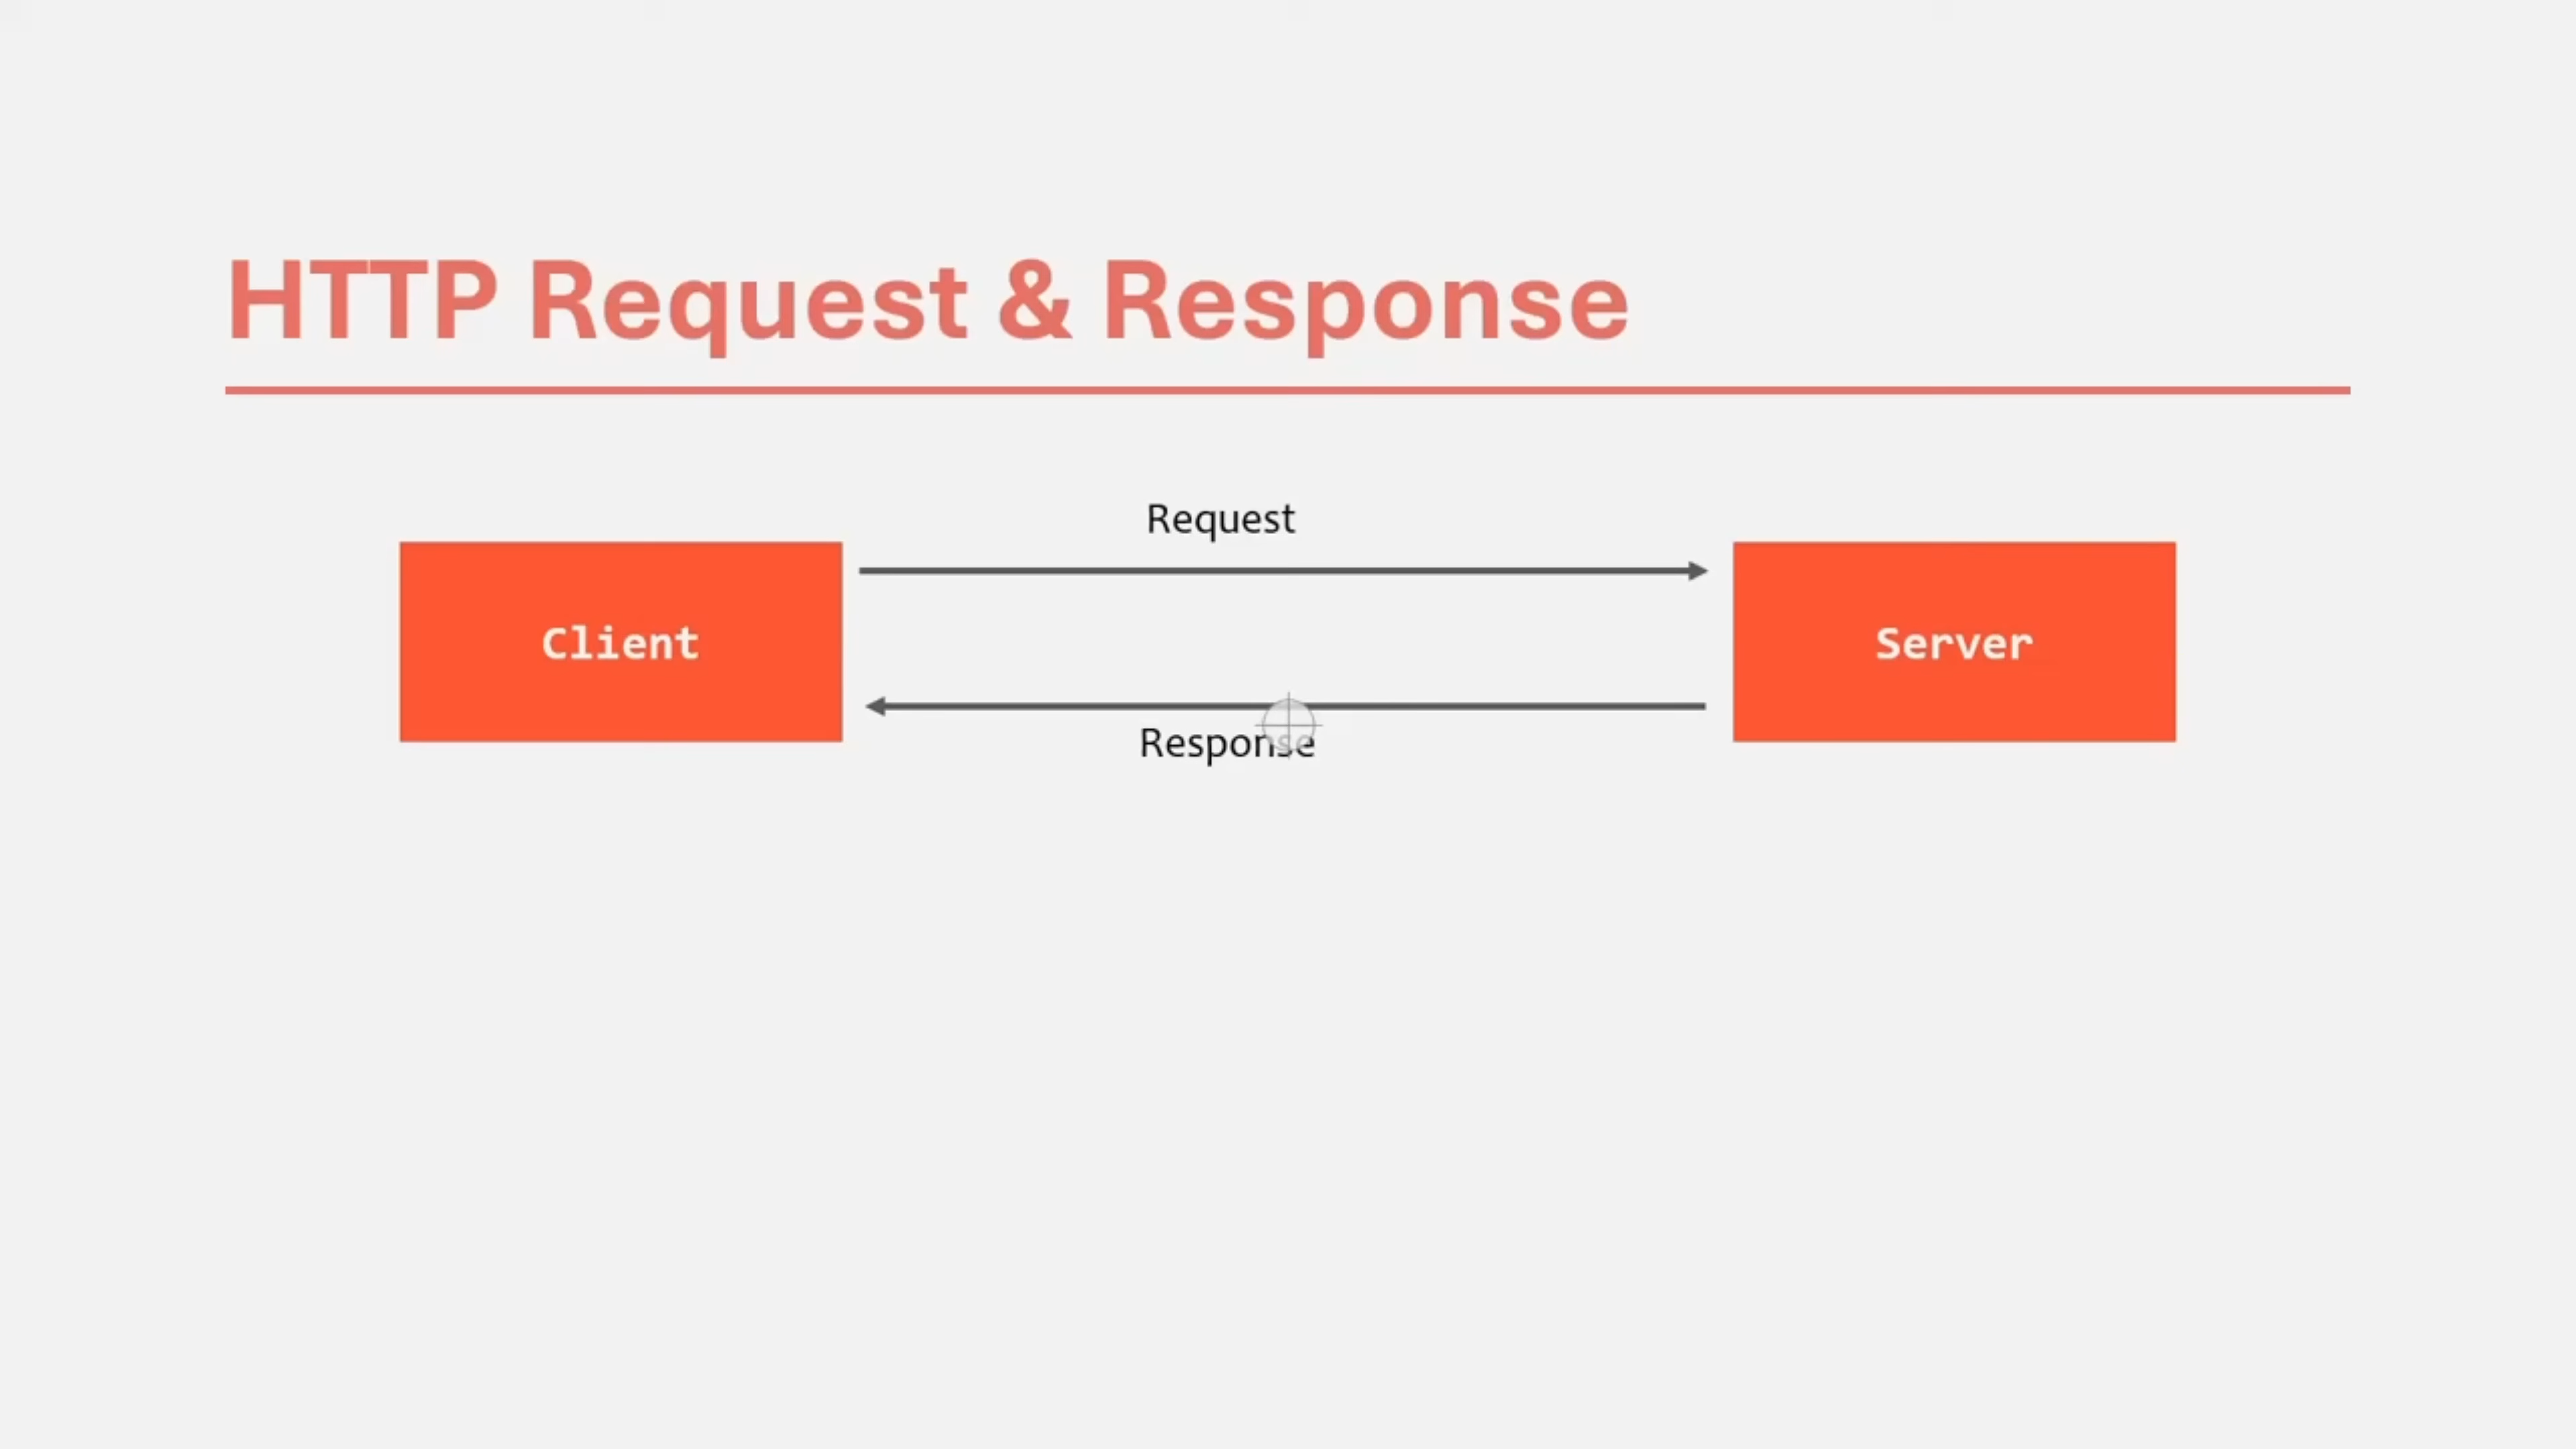 HTTP Request & Response
Request
Client
Server
Response